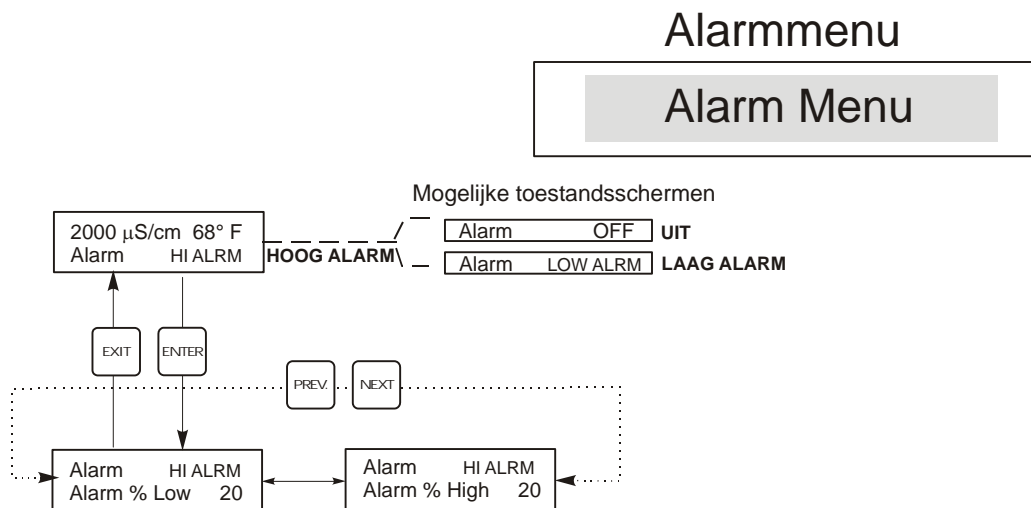 Alarmmenu
Alarm Menu
Mogelijke toestandsschermen
2000 µS/cm 68° F
Alarm HI ALRM
HOOG ALARM
Alarm OFF
UIT
Alarm LOW ALRM
LAAG ALARM
EXIT
ENTER
PREV.
NEXT
Alarm HI ALRM
Alarm % Low 20
Alarm HI ALRM
Alarm % High 20